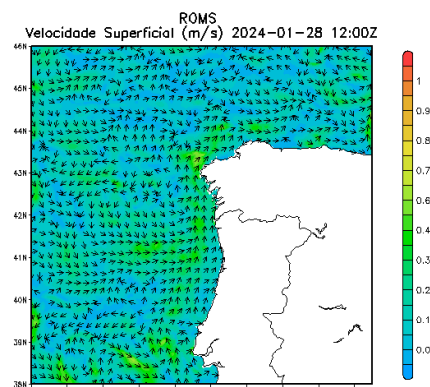 ROMS
Velocidade Superficial (m/s) 2024-01-28 12:00Z
46N
45N
44N
43N
42N
41N
40N
39N
38N
1
0.9
0.8
0.7
0.6
0.5
0.4
0.3
0.2
0.1
0.0